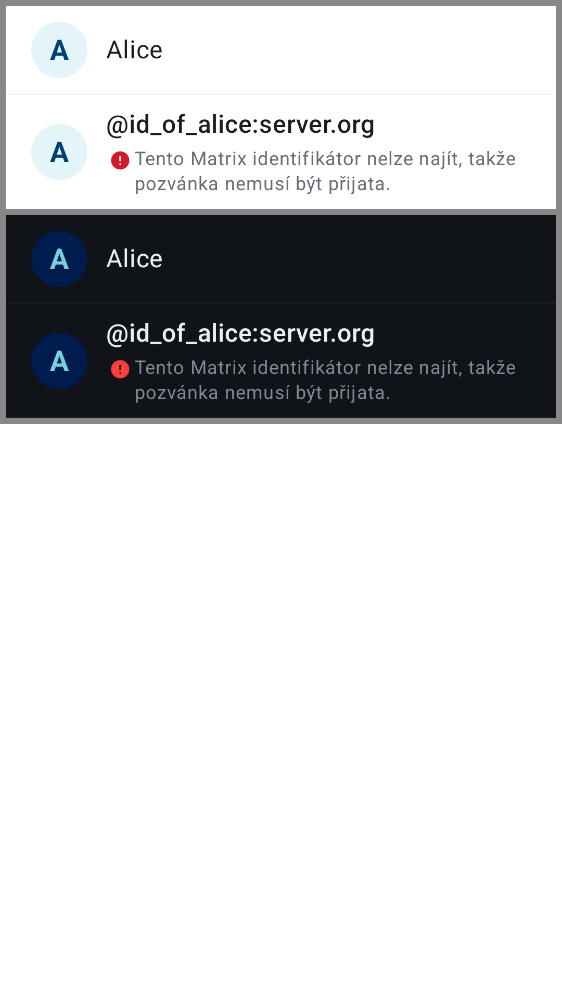 A
Alice
A
@id_of_alice:server.org
Tento Matrix identifikátor nelze najít, takže
pozvánka nemusí být přijata.
A
Alice
A
@id_of_alice:server.org
Tento Matrix identifikátor nelze najít, takže
pozvánka nemusí být přijata.